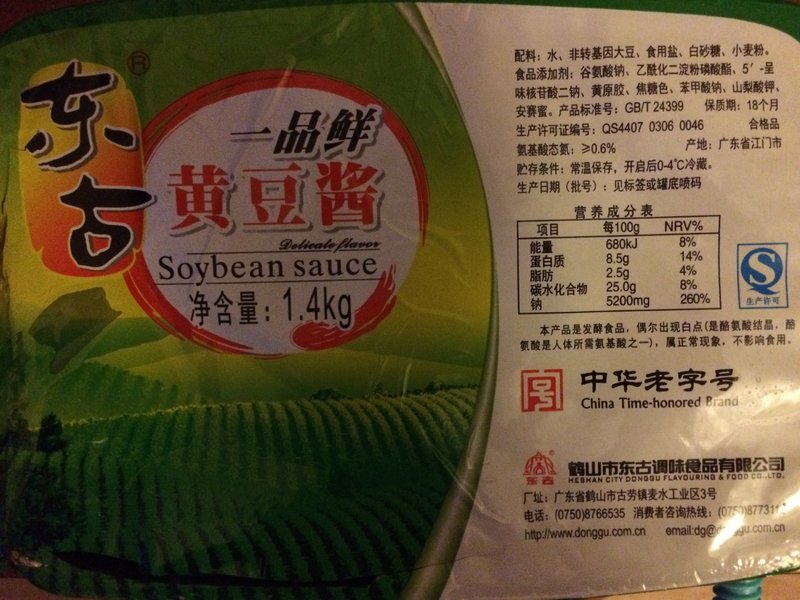 东古®
一品鲜
黄豆酱
Delicate flavor
Soybean sauce
净含量：1.4kg
配料：水、非转基因大豆、食用盐、白砂糖、小麦粉。
食品添加剂：谷氨酸钠、乙酰化二淀粉磷酸酯、5′-呈
味核苷酸二钠、黄原胶、焦糖色、苯甲酸钠、山梨酸钾、
安赛蜜。产品标准号：GB/T 24399 保质期：18个月
生产许可证编号：QS4407 0306 0046 合格品
氨基酸态氮：≥0.6% 产地：广东省江门市
贮存条件：常温保存，开启后0-4℃冷藏。
生产日期（批号）：见标签或罐底喷码
营养成分表
项目 每100g NRV%
能量 680kJ 8%
蛋白质 8.5g 14%
脂肪 2.5g 4%
碳水化合物 25.0g 8%
钠 5200mg 260%
S
生产许可
本产品是发酵食品，偶尔出现白点（是酪氨酸结晶，酪
氨酸是人体所需氨基酸之一），属正常现象，不影响食用。
中华老字号
China Time-honored Brand
东古
鹤山市东古调味食品有限公司
HESHAN CITY DONGGU FLAVOURING & FOOD CO.,LTD.
厂址：广东省鹤山市古劳镇麦水工业区3号
电话：(0750)8766535 消费者咨询热线：(0750)877311
http://www.donggu.com.cn email:dg@donggu.com.cn